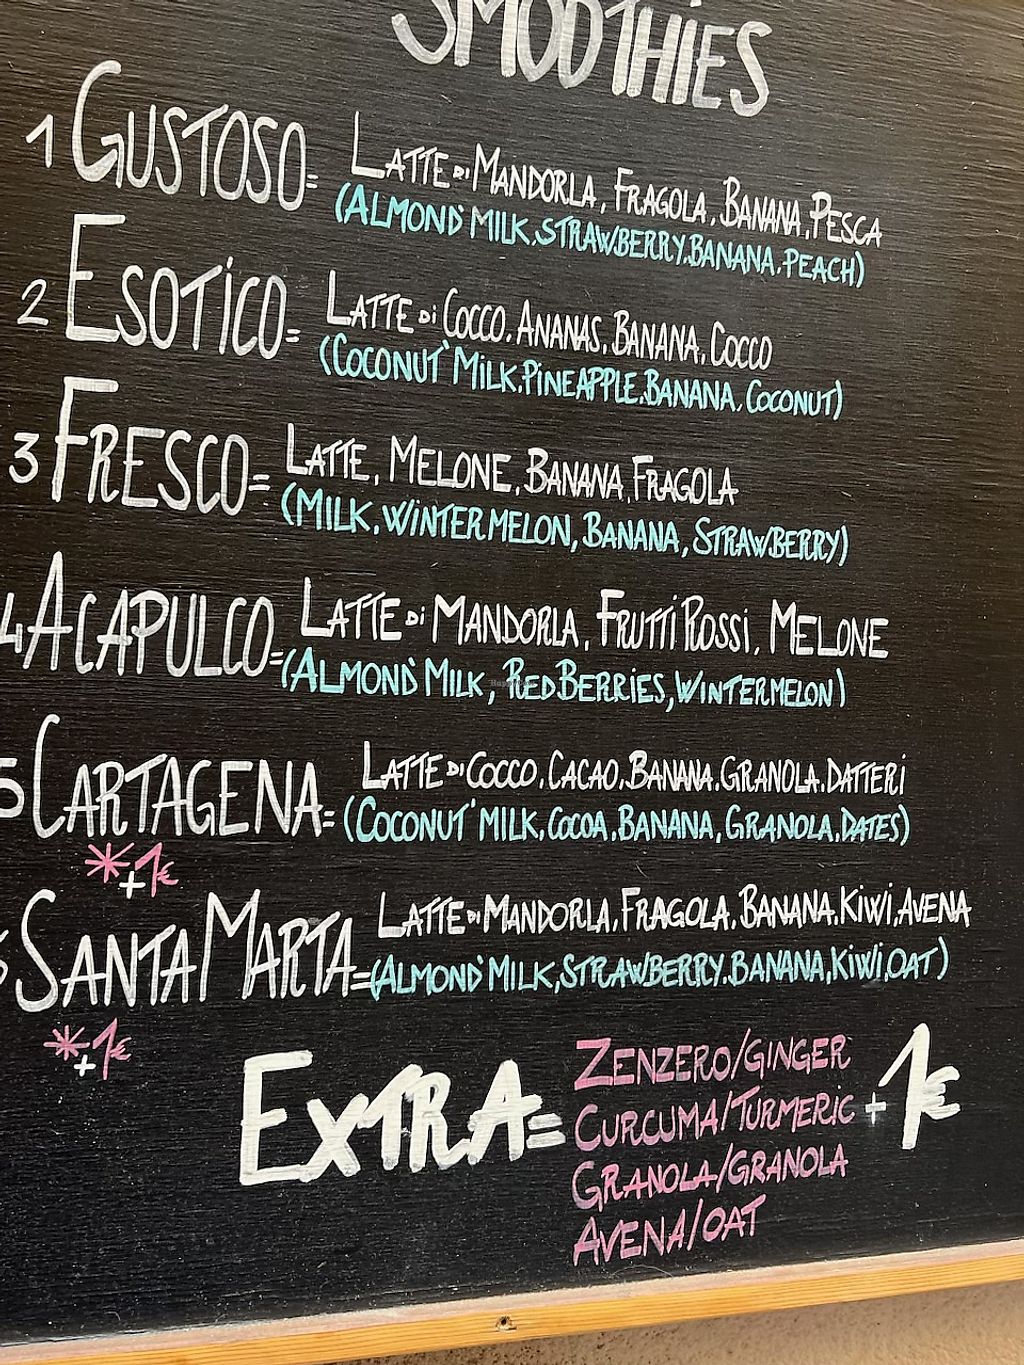 SMOOTHIES
1 GUSTOSO= LATTE DI MANDORLA, FRAGOLA, BANANA, PESCA
(ALMOND MILK, STRAWBERRY, BANANA, PEACH)
2 ESOTICO= LATTE Di COCCO, ANANAS, BANANA, COCCO
(COCONUT MILK, PiNEAPPLE, BANANA, COCONUT)
3 FRESCO= LATTE, MELONE, BANANA, FRAGOLA
(MILK, WINTERMELON, BANANA, STRAWBERRY)
4 ACAPULCO= LATTE Di MANDORLA, FRUTTI ROSSi, MELONE
(ALMOND MILK, RED BERRIES, WINTERMELON)
5 CARTAGENA= LATTE Di COCCO, CACAO, BANANA, GRANOLA, DATTERi
(COCONUT MILK, COCOA, BANANA, GRANOLA, DATES)
*+1€
SANTA MARTA= LATTE Di MANDORLA, FRAGOLA, BANANA, KiWi, AVENA
(ALMOND MILK, STRAWBERRY, BANANA, KiWi, OAT)
*+1€
EXTRA= ZENZERO/GINGER
CURCUMA/TURMERIC + 1€
GRANOLA/GRANOLA
AVENA/OAT